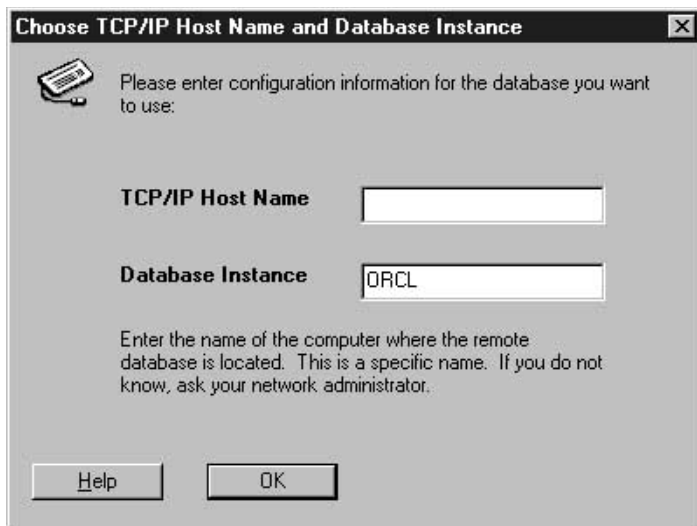 Choose TCP/IP Host Name and Database Instance
Please enter configuration information for the database you want
to use:
TCP/IP Host Name
Database Instance
ORCL
Enter the name of the computer where the remote
database is located.  This is a specific name.  If you do not
know, ask your network administrator.
Help
OK